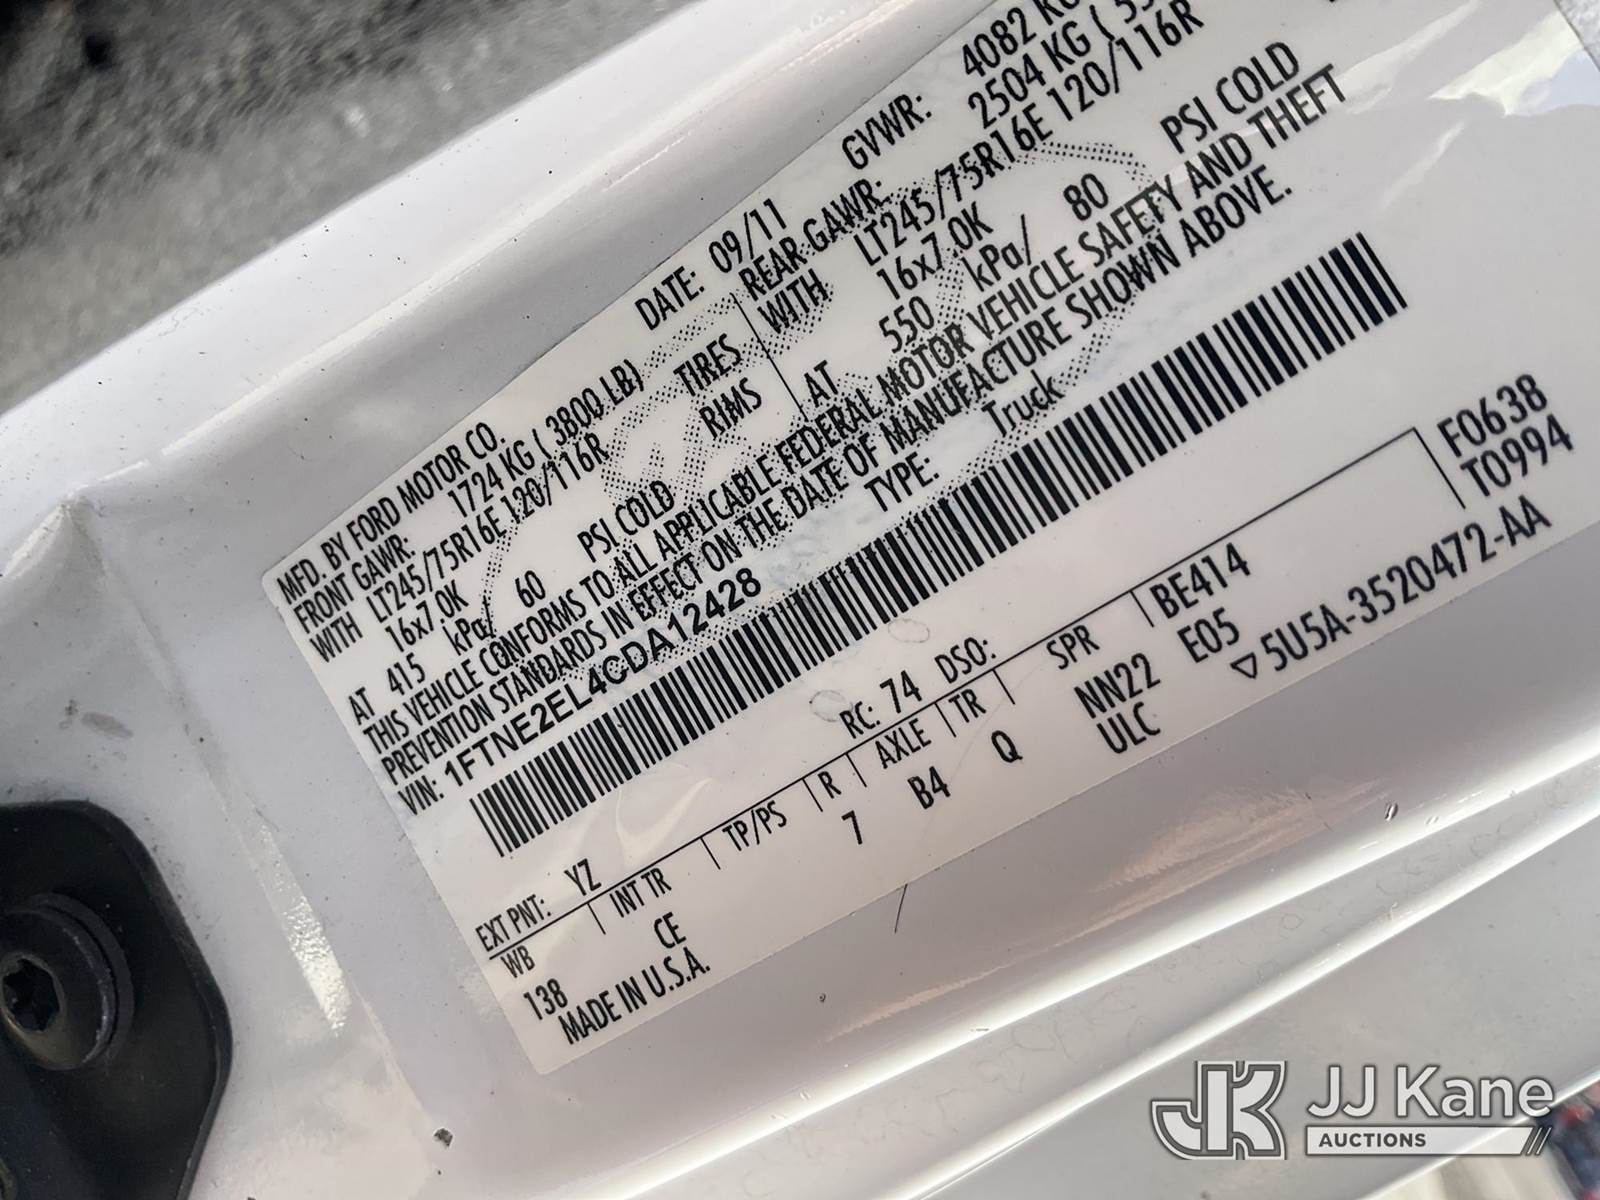 MFD. BY FORD MOTOR CO.
DATE: 09/11 GVWR: 4082
FRONT GAWR: 1724 KG ( 3800 LB) REAR GAWR: 2504 KG (
WITH LT245/75R16E 120/116R TIRES WITH LT245/75R16E 120/116R
16x7.0K RIMS 16x7.0K
AT 415 kPa/ 60 PSI COLD AT 550 kPa/ 80 PSI COLD
THIS VEHICLE CONFORMS TO ALL APPLICABLE FEDERAL MOTOR VEHICLE SAFETY AND THEFT
PREVENTION STANDARDS IN EFFECT ON THE DATE OF MANUFACTURE SHOWN ABOVE.
VIN: 1FTNE2EL4CDA12428 TYPE: Truck
F0638
T0994
EXT PNT: YZ RC: 74 DSO:
WB INT TR TP/PS R AXLE TR SPR BE414
138 CE 7 B4 Q NN22 E05
MADE IN U.S.A. ULC ▽5U5A-3520472-AA
JK JJ Kane
AUCTIONS